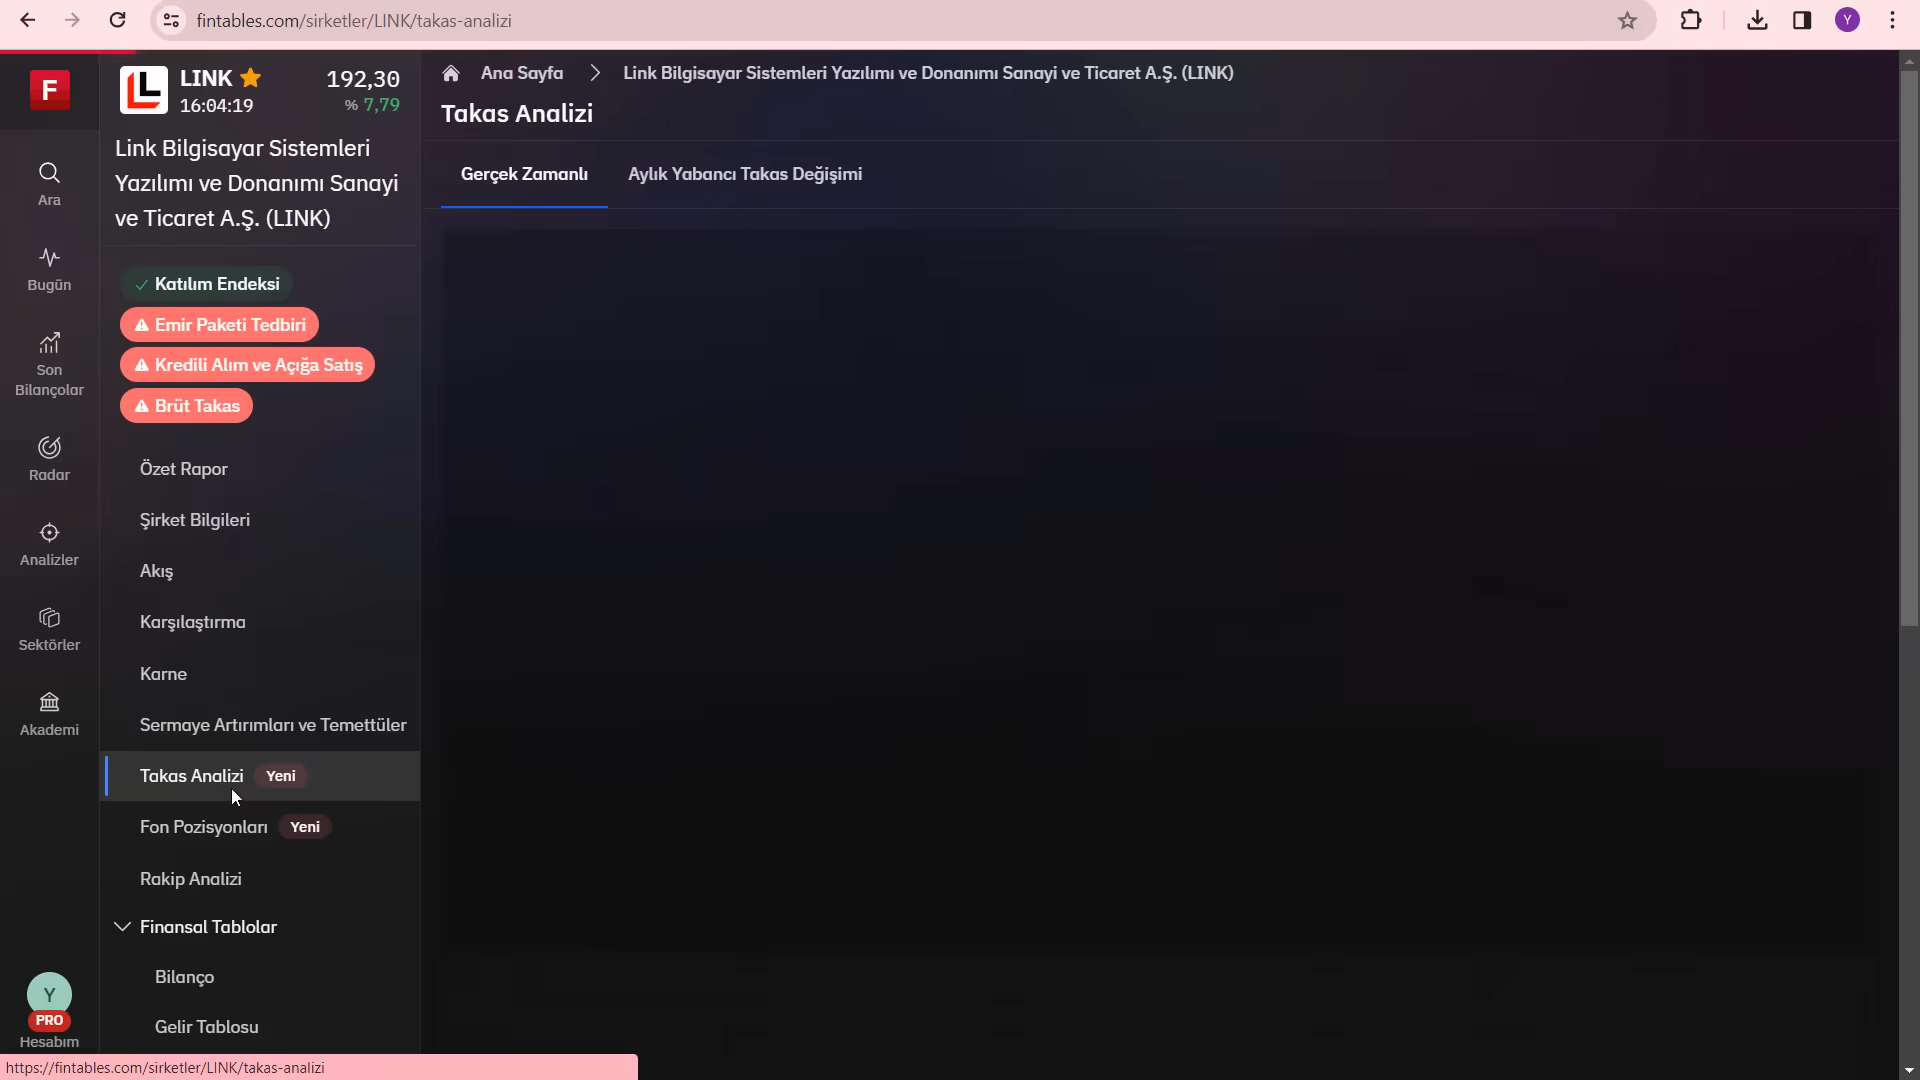 fintables.com/sirketler/LINK/takas-analizi
Y
F
LINK
192,30
16:04:19
% 7,79
Link Bilgisayar Sistemleri
Yazılımı ve Donanımı Sanayi
ve Ticaret A.Ş. (LINK)
Katılım Endeksi
Emir Paketi Tedbiri
Kredili Alım ve Açığa Satış
Brüt Takas
Ara
Bugün
Son
Bilançolar
Radar
Analizler
Sektörler
Akademi
Y
PRO
Hesabım
Özet Rapor
Şirket Bilgileri
Akış
Karşılaştırma
Karne
Sermaye Artırımları ve Temettüler
Takas Analizi Yeni
Fon Pozisyonları Yeni
Rakip Analizi
Finansal Tablolar
Bilanço
Gelir Tablosu
Ana Sayfa
Link Bilgisayar Sistemleri Yazılımı ve Donanımı Sanayi ve Ticaret A.Ş. (LINK)
Takas Analizi
Gerçek Zamanlı
Aylık Yabancı Takas Değişimi
https://fintables.com/sirketler/LINK/takas-analizi